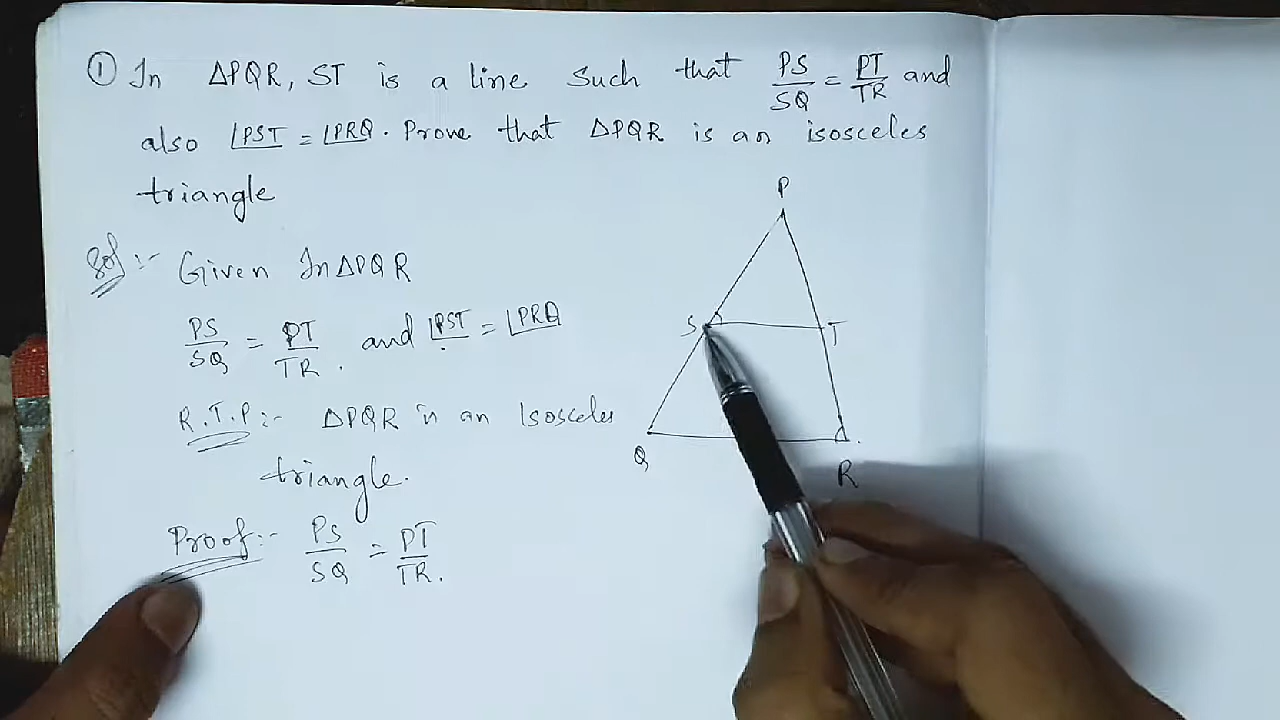 ① In ΔPQR, ST is a line such that PS/SQ = PT/TR and
also ∠PST = ∠PRQ. Prove that ΔPQR is an isosceles
triangle
Sol:- Given In ΔPQR
PS/SQ = PT/TR. and ∠PST = ∠PRQ
R.T.P:- ΔPQR is an Isosceles
triangle.
Proof:- PS/SQ = PT/TR.
P
S T
Q R